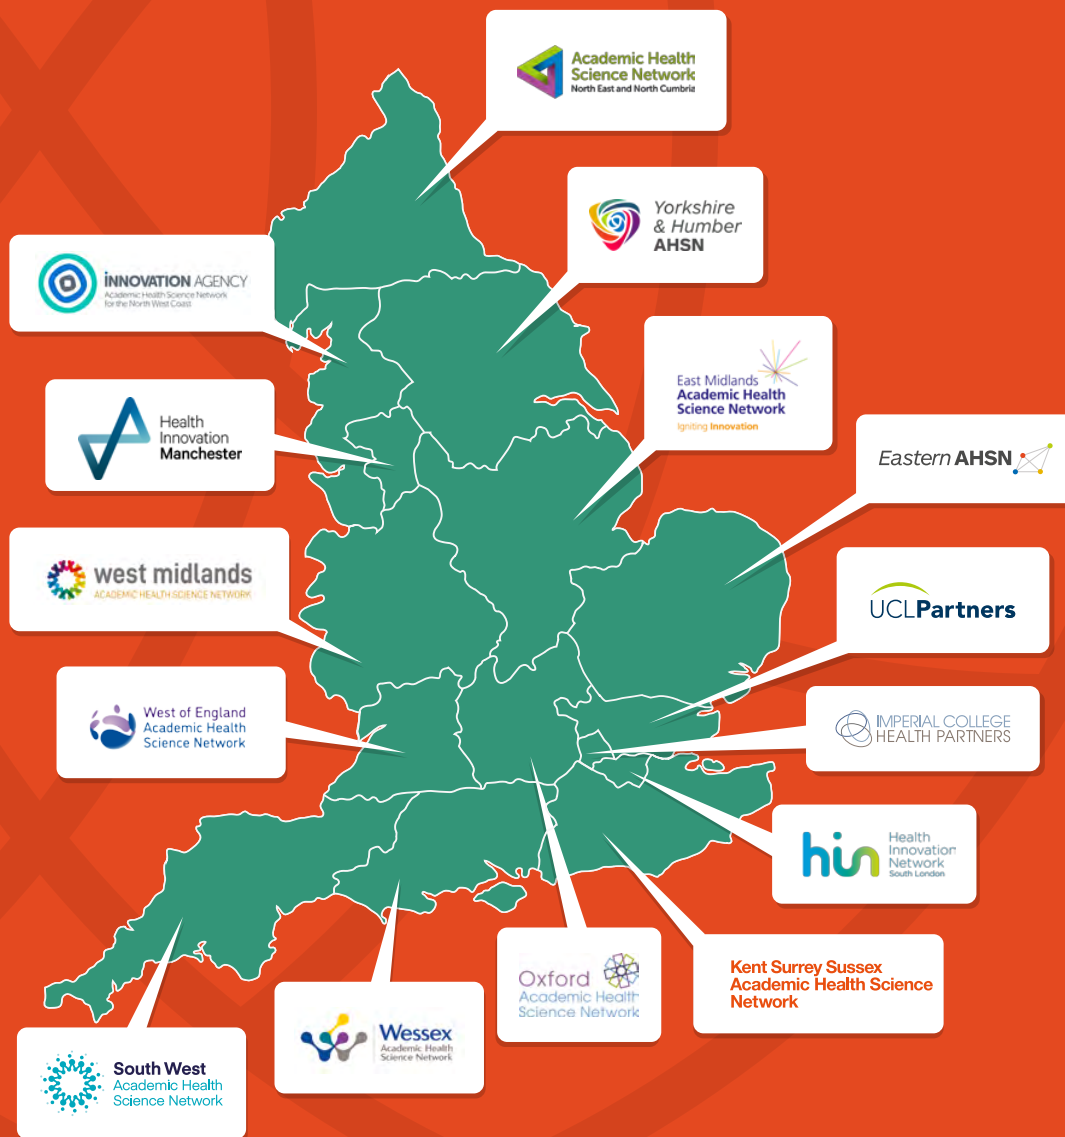 Academic Health
Science Network
North East and North Cumbria
Yorkshire
& Humber
AHSN
INNOVATION AGENCY
Academic Health Science Network
for the North West Coast
East Midlands
Academic Health
Science Network
Igniting Innovation
Health
Innovation
Manchester
Eastern AHSN
west midlands
ACADEMIC HEALTH SCIENCE NETWORK
UCLPartners
West of England
Academic Health
Science Network
IMPERIAL COLLEGE
HEALTH PARTNERS
hin
Health
Innovation
Network
South London
Oxford
Academic Health
Science Network
Kent Surrey Sussex
Academic Health Science
Network
Wessex
Academic Health
Science Network
South West
Academic Health
Science Network